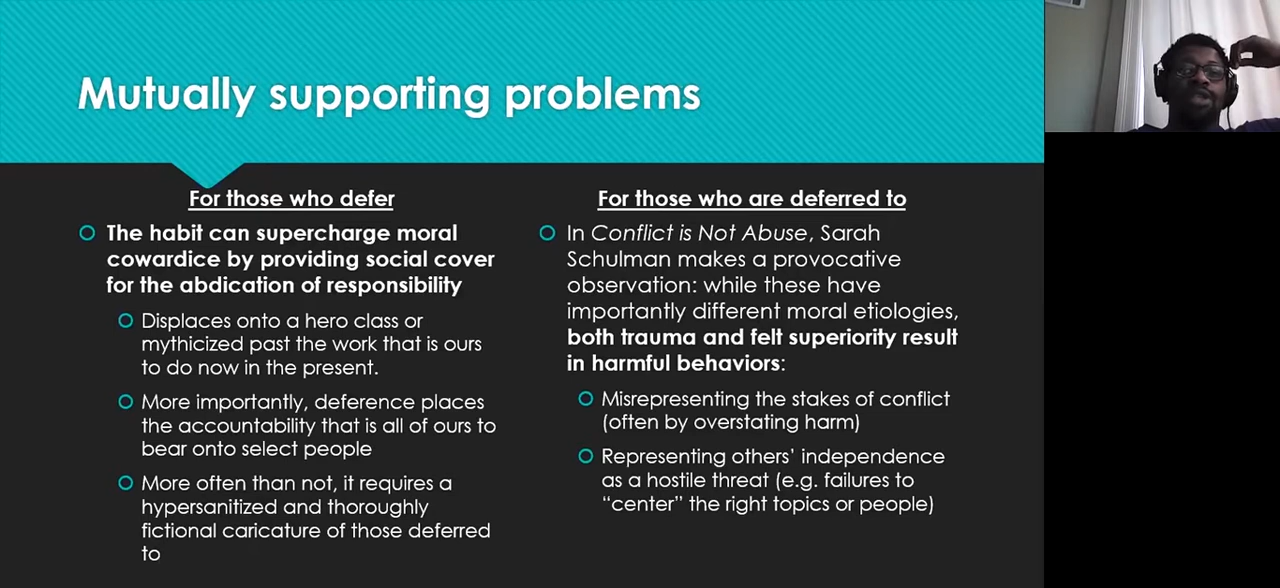 Mutually supporting problems
For those who defer
The habit can supercharge moral
cowardice by providing social cover
for the abdication of responsibility
Displaces onto a hero class or
mythicized past the work that is ours
to do now in the present.
More importantly, deference places
the accountability that is all of ours to
bear onto select people
More often than not, it requires a
hypersanitized and thoroughly
fictional caricature of those deferred
to
For those who are deferred to
In Conflict is Not Abuse, Sarah
Schulman makes a provocative
observation: while these have
importantly different moral etiologies,
both trauma and felt superiority result
in harmful behaviors:
Misrepresenting the stakes of conflict
(often by overstating harm)
Representing others’ independence
as a hostile threat (e.g. failures to
“center” the right topics or people)